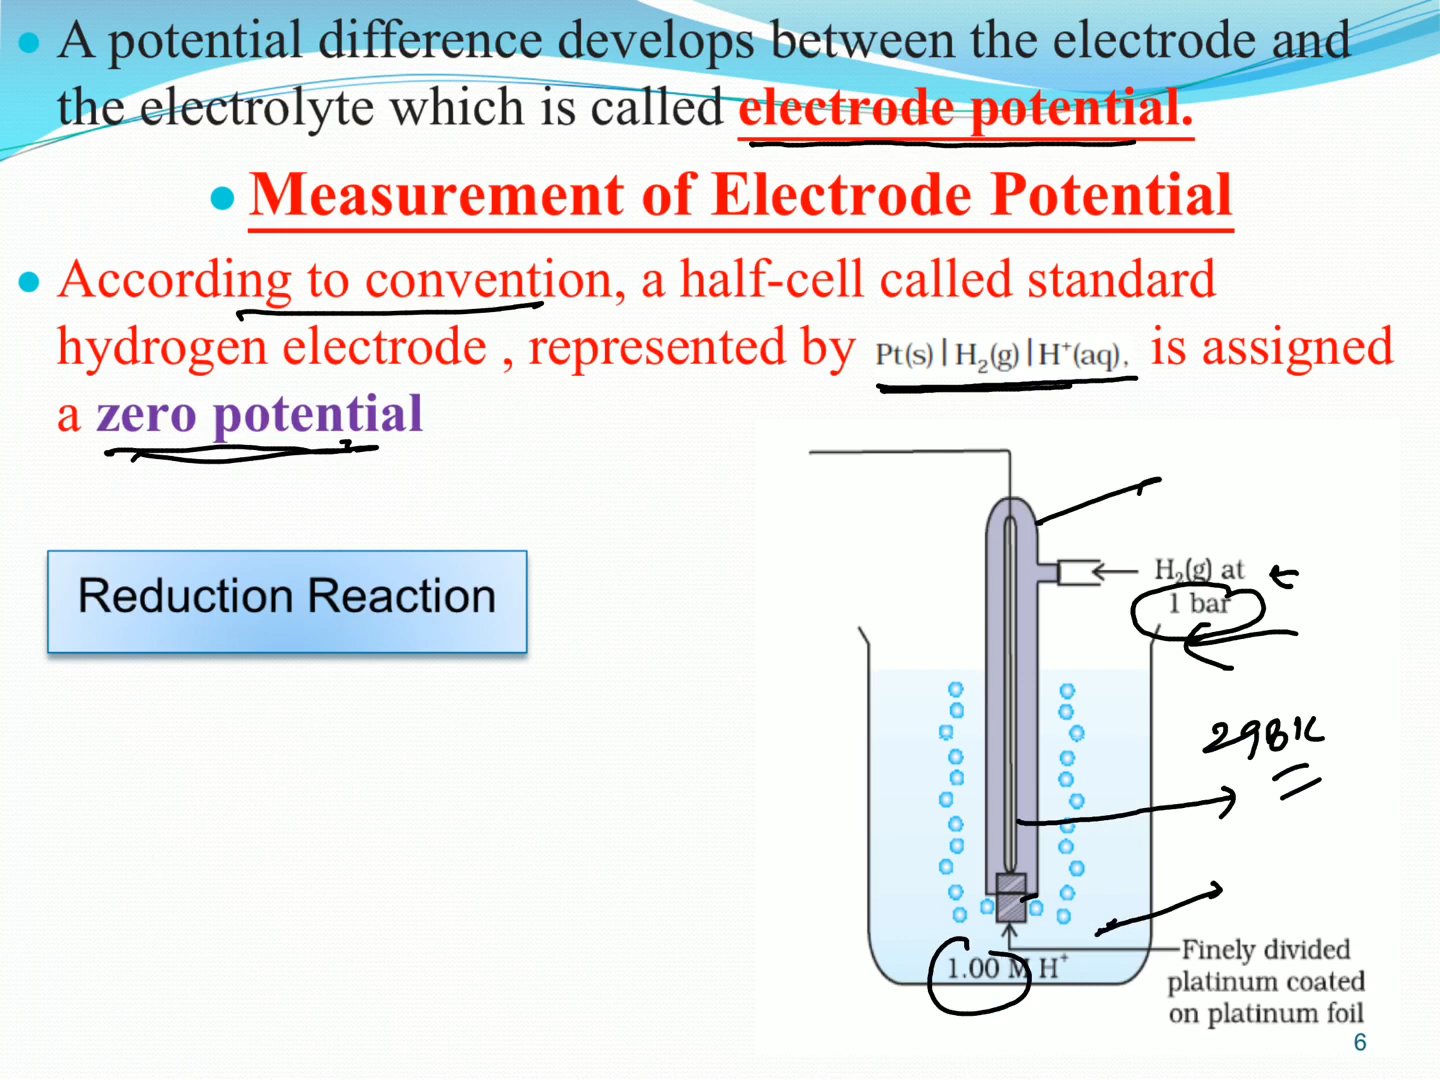 A potential difference develops between the electrode and
the electrolyte which is called electrode potential.
Measurement of Electrode Potential
According to convention, a half-cell called standard
hydrogen electrode , represented by Pt(s) | H₂(g) | H⁺(aq), is assigned
a zero potential
Reduction Reaction
H₂(g) at
1 bar
298K
1.00 M H⁺
Finely divided
platinum coated
on platinum foil
6